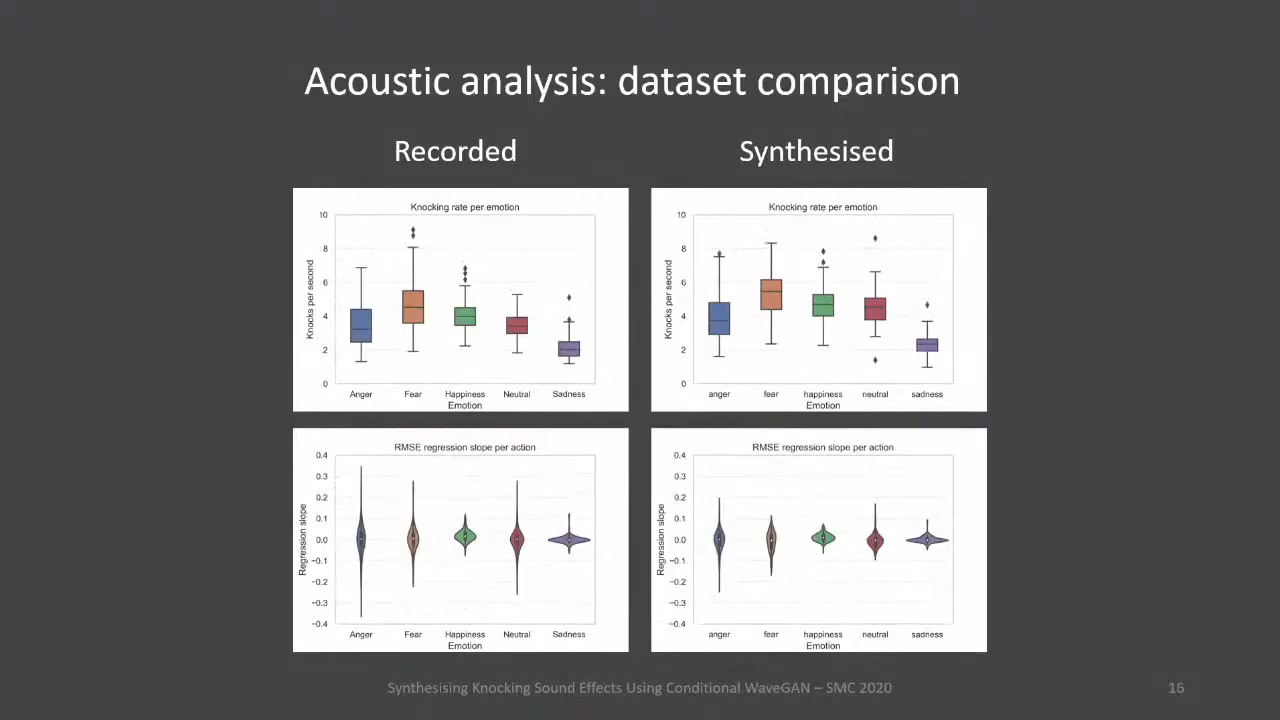 Acoustic analysis: dataset comparison
Recorded
Synthesised
Knocking rate per emotion
Knocks per second
10
8
6
4
2
0
Anger Fear Happiness Neutral Sadness
Emotion
Knocking rate per emotion
Knocks per second
10
8
6
4
2
0
anger fear happiness neutral sadness
Emotion
RMSE regression slope per action
Regression slope
0.4
0.3
0.2
0.1
0.0
−0.1
−0.2
−0.3
−0.4
Anger Fear Happiness Neutral Sadness
Emotion
RMSE regression slope per action
Regression slope
0.4
0.3
0.2
0.1
0.0
−0.1
−0.2
−0.3
−0.4
anger fear happiness neutral sadness
Emotion
Synthesising Knocking Sound Effects Using Conditional WaveGAN – SMC 2020